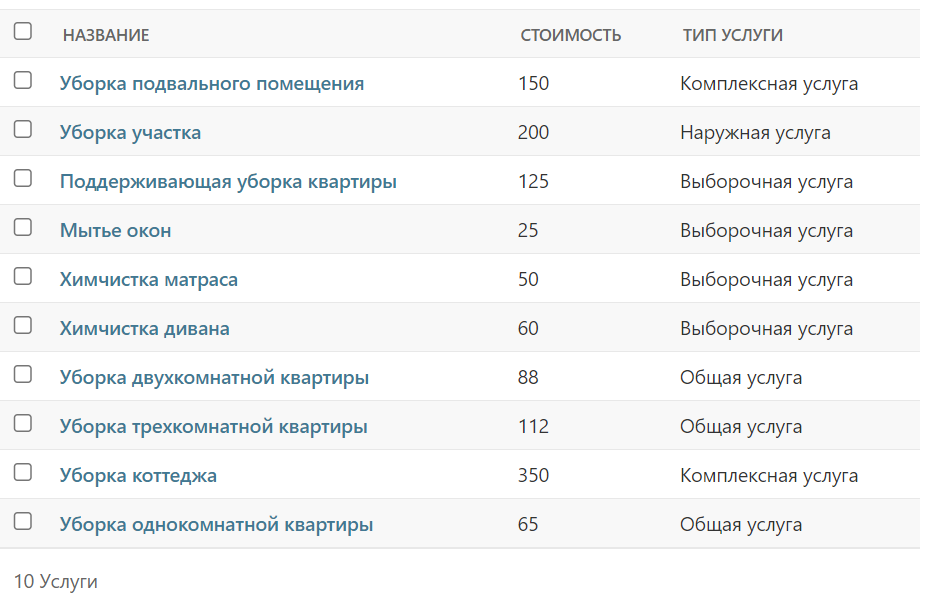 НАЗВАНИЕ СТОИМОСТЬ ТИП УСЛУГИ
Уборка подвального помещения 150 Комплексная услуга
Уборка участка 200 Наружная услуга
Поддерживающая уборка квартиры 125 Выборочная услуга
Мытье окон 25 Выборочная услуга
Химчистка матраса 50 Выборочная услуга
Химчистка дивана 60 Выборочная услуга
Уборка двухкомнатной квартиры 88 Общая услуга
Уборка трехкомнатной квартиры 112 Общая услуга
Уборка коттеджа 350 Комплексная услуга
Уборка однокомнатной квартиры 65 Общая услуга
10 Услуги